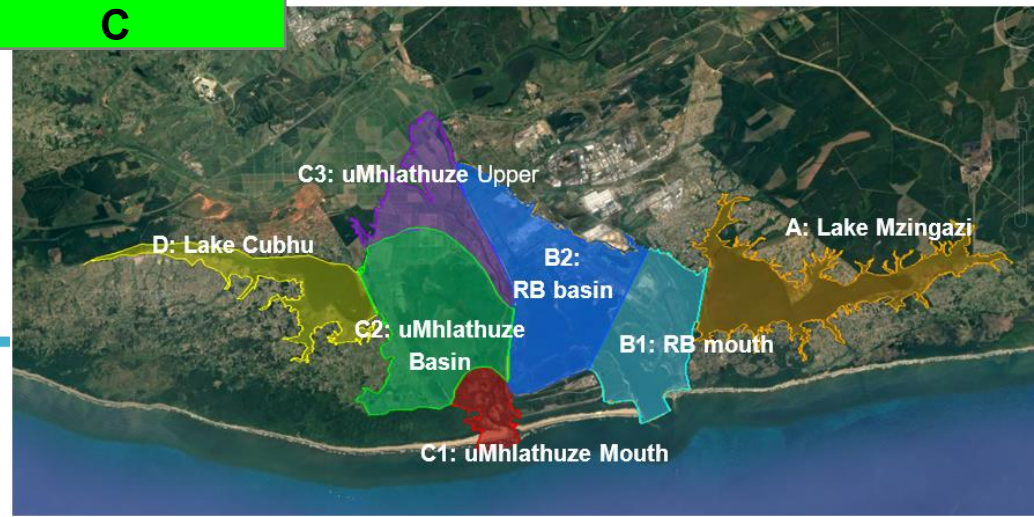 C
C3: uMhlathuze Upper
A: Lake Mzingazi
D: Lake Cubhu
B2:
RB basin
C2: uMhlathuze
Basin
B1: RB mouth
C1: uMhlathuze Mouth